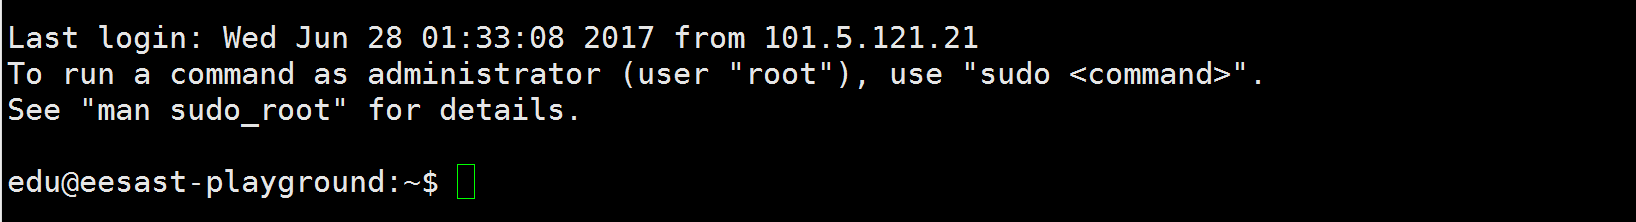 Last login: Wed Jun 28 01:33:08 2017 from 101.5.121.21
To run a command as administrator (user "root"), use "sudo <command>".
See "man sudo_root" for details.
edu@eesast-playground:~$